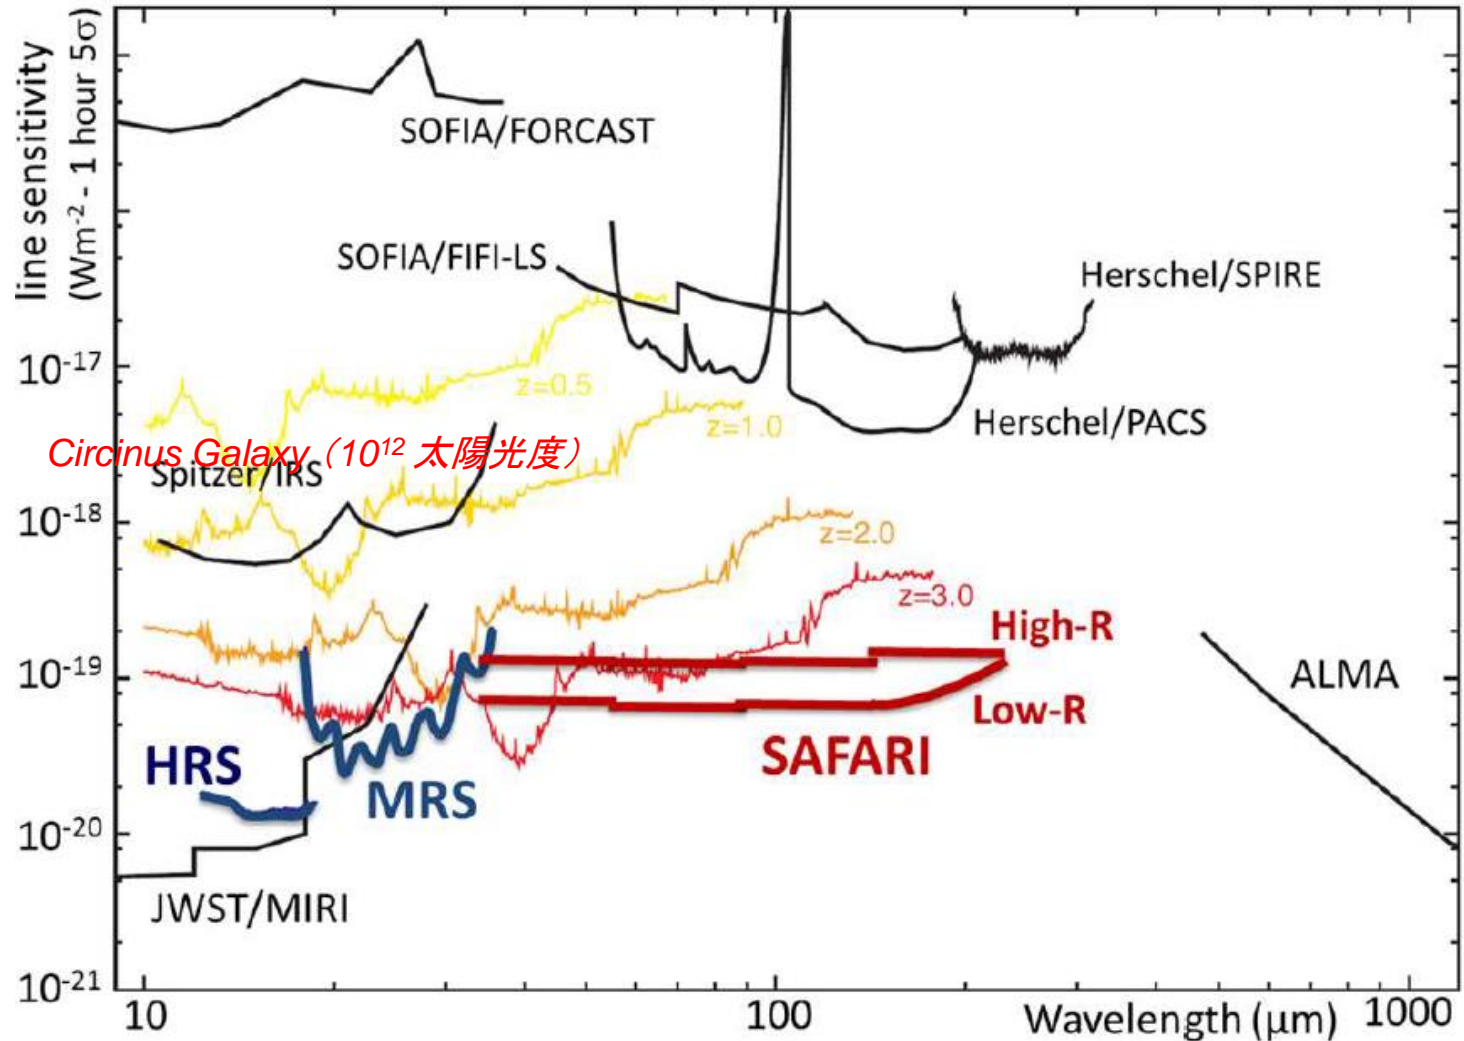 line sensitivity
(Wm-2 - 1 hour 5σ)
SOFIA/FORCAST
SOFIA/FIFI-LS
Herschel/SPIRE
10-17
z=0.5
z=1.0
Herschel/PACS
Circinus Galaxy（1012 太陽光度）
Spitzer/IRS
10-18
z=2.0
z=3.0
High-R
10-19
ALMA
Low-R
HRS
SAFARI
MRS
10-20
JWST/MIRI
10-21
10
100
Wavelength (μm)
1000